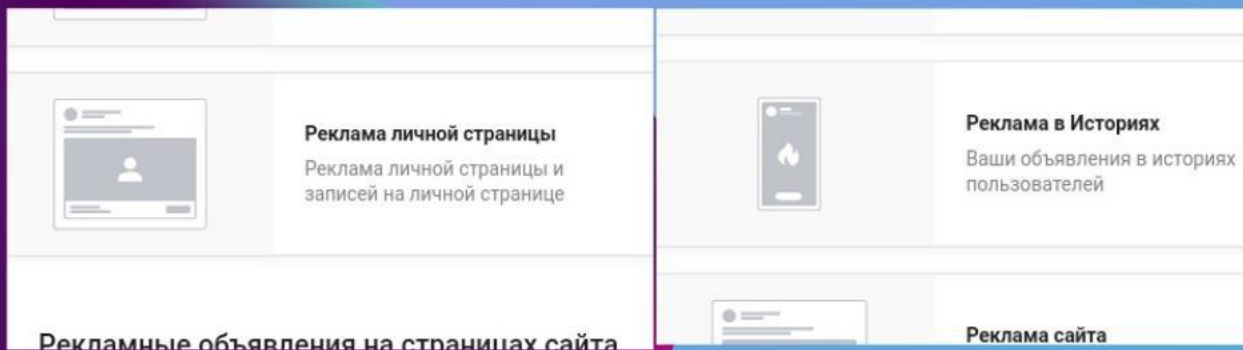 Реклама личной страницы
Реклама личной страницы и
записей на личной странице
Рекламные объявления на страницах сайта
Реклама в Историях
Ваши объявления в историях
пользователей
Реклама сайта